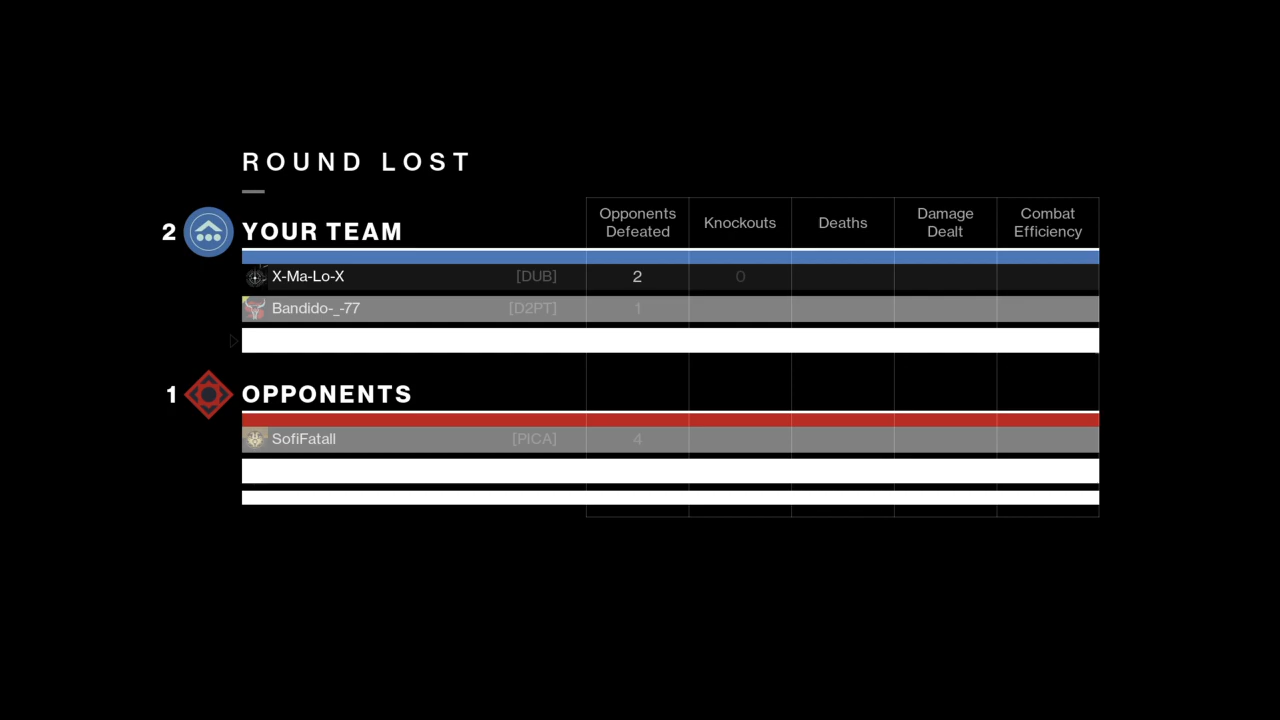 ROUND LOST
Opponents Defeated Knockouts Deaths Damage Dealt Combat Efficiency
2 YOUR TEAM
X-Ma-Lo-X [DUB] 2 0
Bandido-_-77 [D2PT] 1
1 OPPONENTS
SofiFatall [PICA] 4